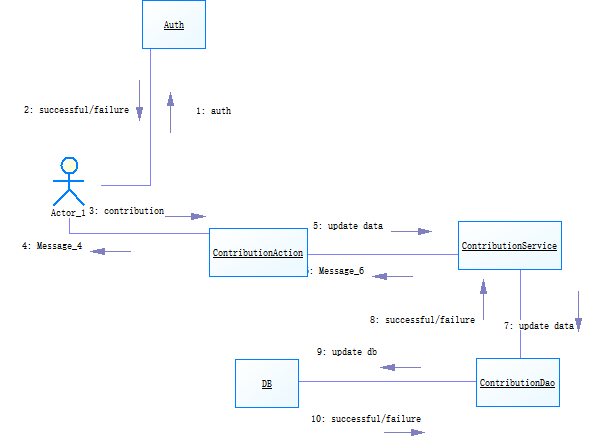 Auth
2: successful/failure
1: auth
Actor_1
3: contribution
5: update data
ContributionService
4: Message_4
ContributionAction
: Message_6
8: successful/failure
7: update data
9: update db
DB
ContributionDao
10: successful/failure